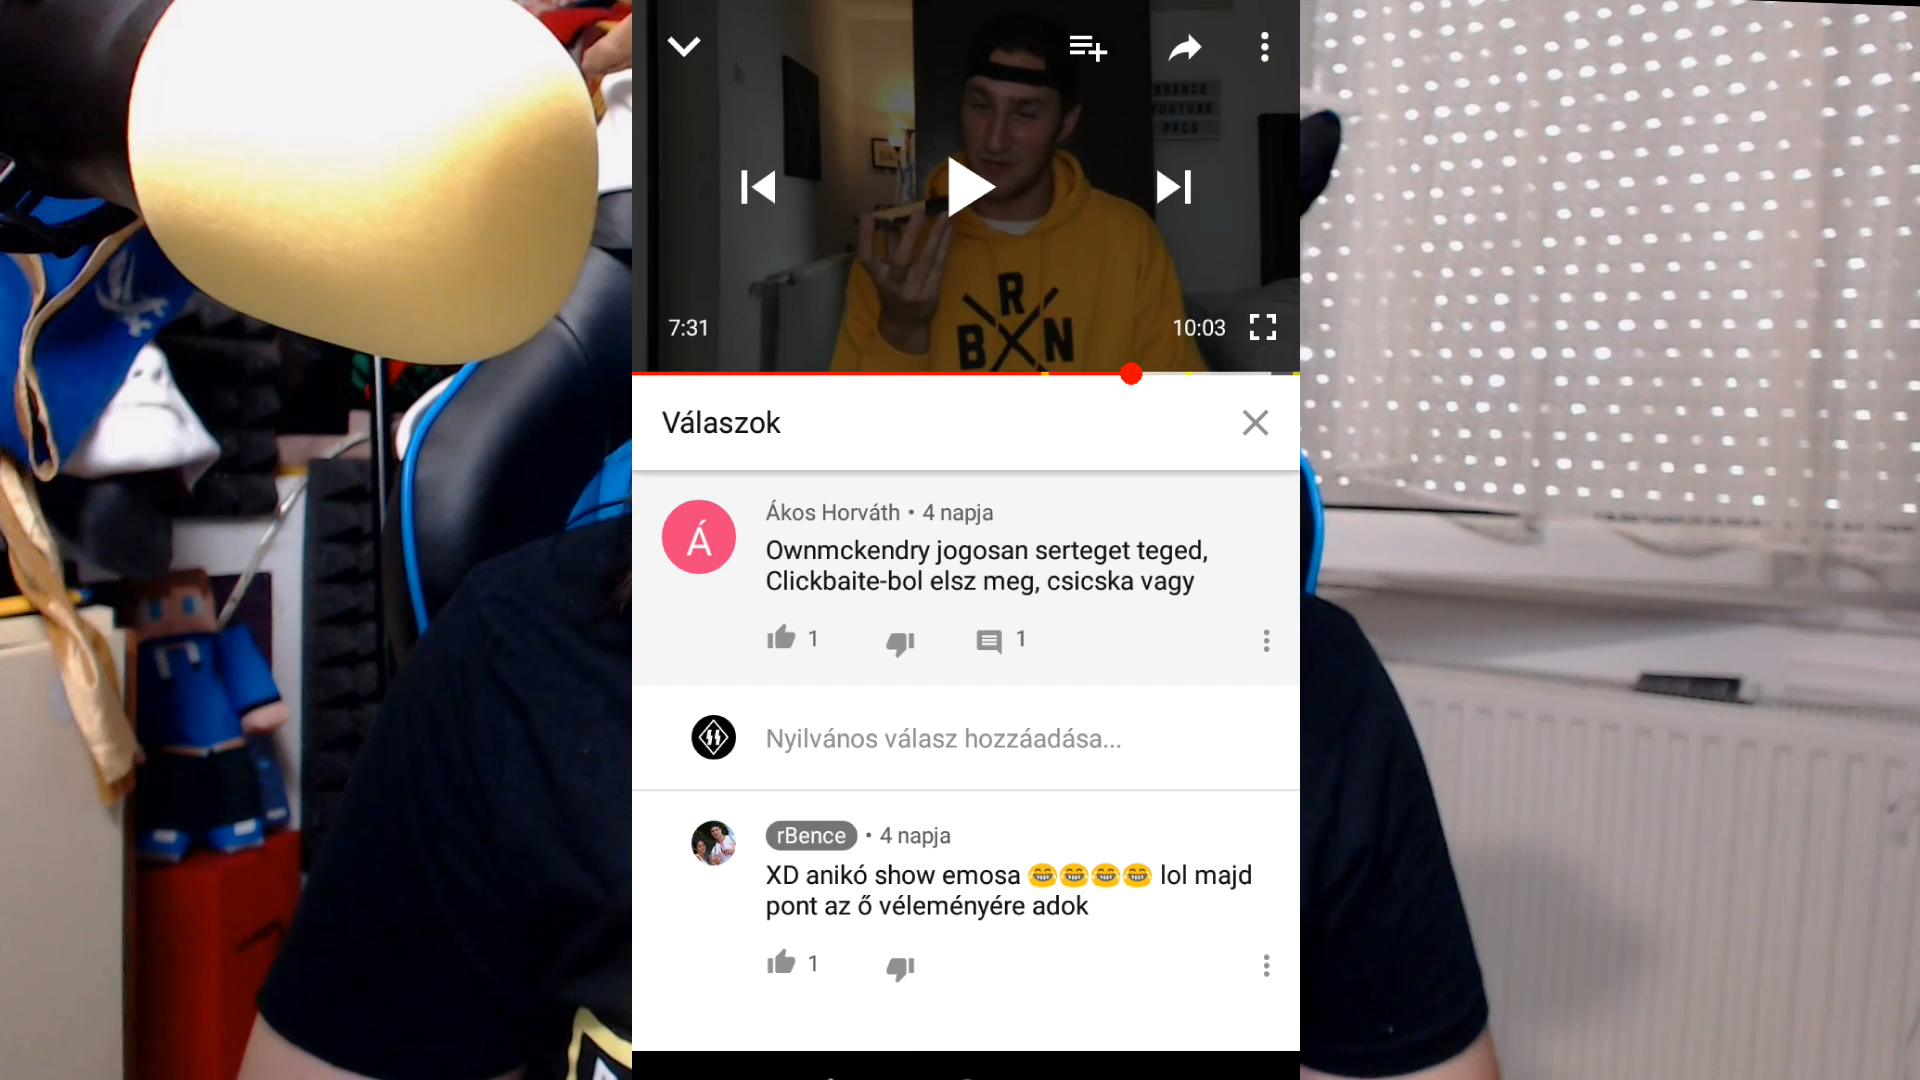 RBENCE
YOUTUBE
R
B N
7:31
10:03
Válaszok
Á
Ákos Horváth • 4 napja
Ownmckendry jogosan serteget teged,
Clickbaite-bol elsz meg, csicska vagy
1
1
Nyilvános válasz hozzáadása...
rBence • 4 napja
XD anikó show emosa 😂😂😂😂 lol majd
pont az ő véleményére adok
1